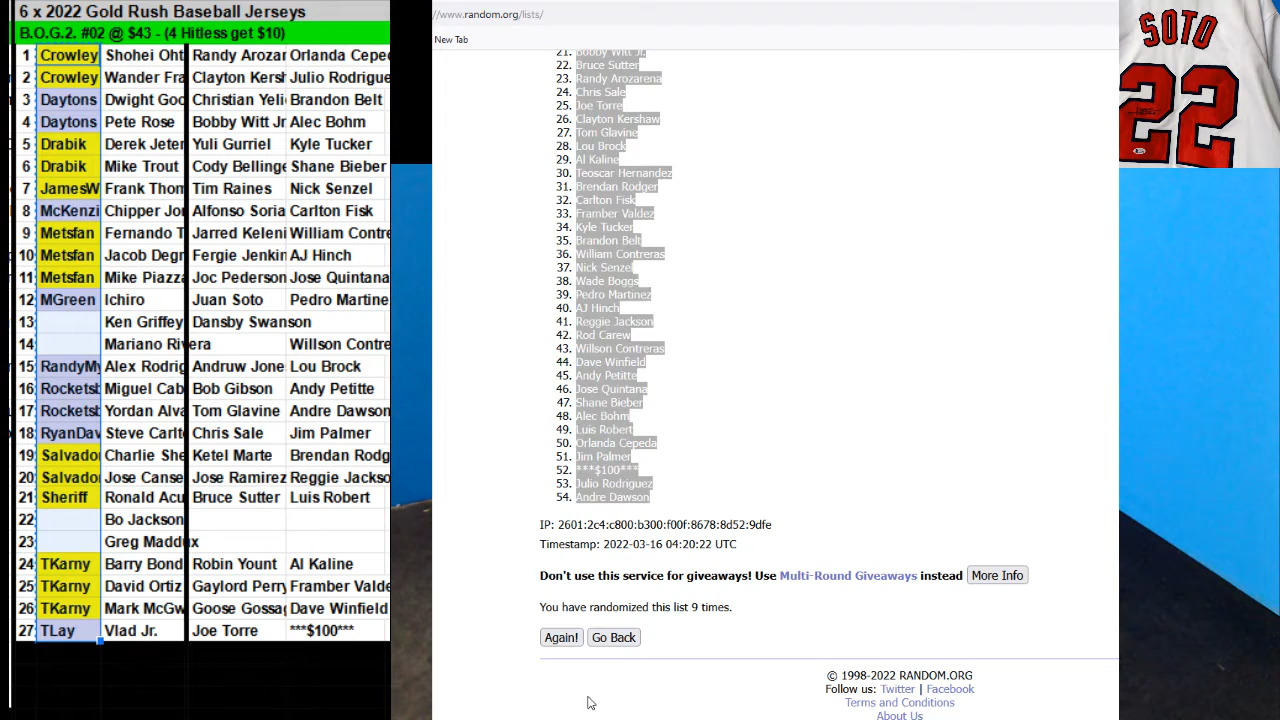 6 x 2022 Gold Rush Baseball Jerseys
B.O.G.2. #02 @ $43 - (4 Hitless get $10)
1 Crowley Shohei Oht Randy Arozar Orlanda Ceped
2 Crowley Wander Fra Clayton Kersh Julio Rodrigue
3 Daytons Dwight Goo Christian Yeli Brandon Belt
4 Daytons Pete Rose Bobby Witt Jr Alec Bohm
5 Drabik Derek Jeter Yuli Gurriel Kyle Tucker
6 Drabik Mike Trout Cody Bellinge Shane Bieber
7 JamesW Frank Thom Tim Raines Nick Senzel
8 McKenzi Chipper Jor Alfonso Soria Carlton Fisk
9 Metsfan Fernando T Jarred Keleni William Contre
10 Metsfan Jacob Degr Fergie Jenkin AJ Hinch
11 Metsfan Mike Piazza Joc Pederson Jose Quintana
12 MGreen Ichiro Juan Soto Pedro Martine
13 Ken Griffey Dansby Swanson
14 Mariano Rivera Willson Contre
15 RandyMy Alex Rodrig Andruw Jone Lou Brock
16 Rocketsb Miguel Cab Bob Gibson Andy Petitte
17 Rocketsb Yordan Alva Tom Glavine Andre Dawson
18 RyanDav Steve Carlt Chris Sale Jim Palmer
19 Salvador Charlie She Ketel Marte Brendan Rodg
20 Salvador Jose Canse Jose Ramirez Reggie Jackso
21 Sheriff Ronald Acu Bruce Sutter Luis Robert
22 Bo Jackson
23 Greg Maddux
24 TKarny Barry Bond Robin Yount Al Kaline
25 TKarny David Ortiz Gaylord Perry Framber Valde
26 TKarny Mark McGw Goose Gossag Dave Winfield
27 TLay Vlad Jr. Joe Torre ***$100***
//www.random.org/lists/
New Tab
21. Bobby Witt Jr.
22. Bruce Sutter
23. Randy Arozarena
24. Chris Sale
25. Joe Torre
26. Clayton Kershaw
27. Tom Glavine
28. Lou Brock
29. Al Kaline
30. Teoscar Hernandez
31. Brendan Rodger
32. Carlton Fisk
33. Framber Valdez
34. Kyle Tucker
35. Brandon Belt
36. William Contreras
37. Nick Senzel
38. Wade Boggs
39. Pedro Martinez
40. AJ Hinch
41. Reggie Jackson
42. Rod Carew
43. Willson Contreras
44. Dave Winfield
45. Andy Petitte
46. Jose Quintana
47. Shane Bieber
48. Alec Bohm
49. Luis Robert
50. Orlanda Cepeda
51. Jim Palmer
52. ***$100***
53. Julio Rodriguez
54. Andre Dawson
IP: 2601:2c4:c800:b300:f00f:8678:8d52:9dfe
Timestamp: 2022-03-16 04:20:22 UTC
Don't use this service for giveaways! Use Multi-Round Giveaways instead More Info
You have randomized this list 9 times.
Again! Go Back
© 1998-2022 RANDOM.ORG
Follow us: Twitter | Facebook
Terms and Conditions
About Us
SOTO
22